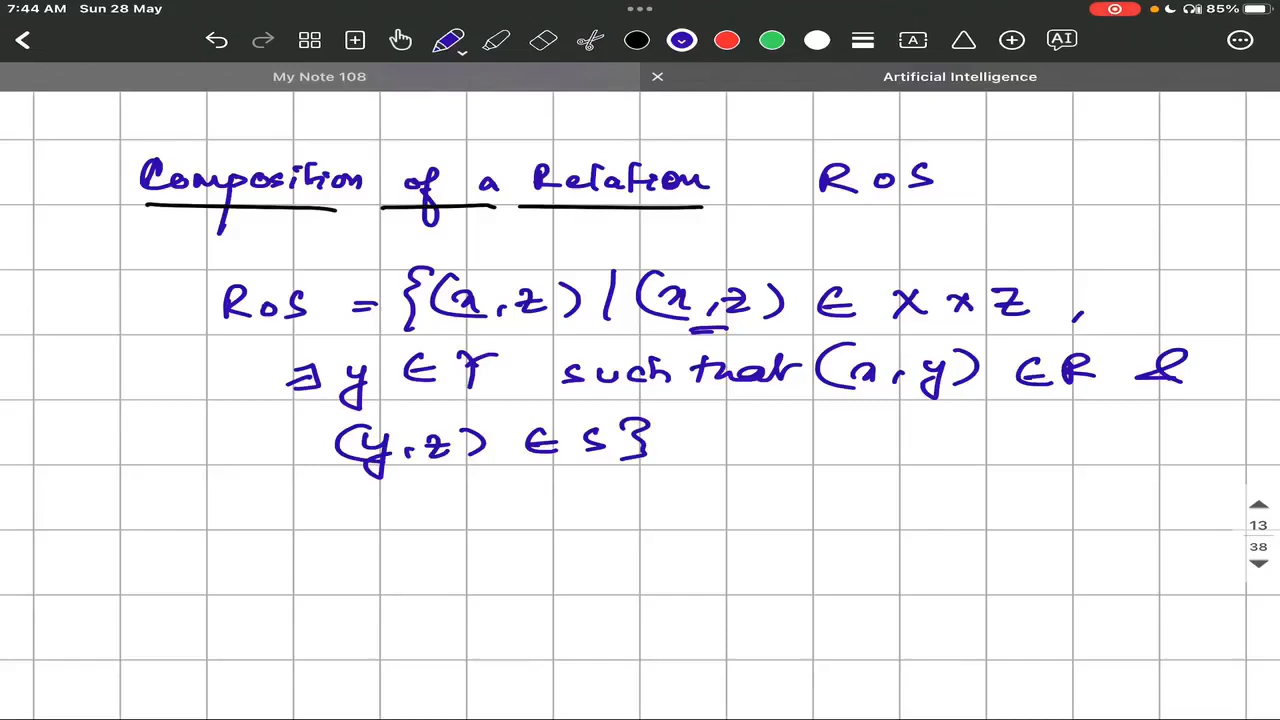 7:44 AM Sun 28 May 85%
A AI
My Note 108 Artificial Intelligence
Composition of a Relation RoS
RoS = {(x,z) | (x,z) ∈ X x Z ,
∃ y ∈ Y such that (x,y) ∈ R &
(y,z) ∈ S}
13
38